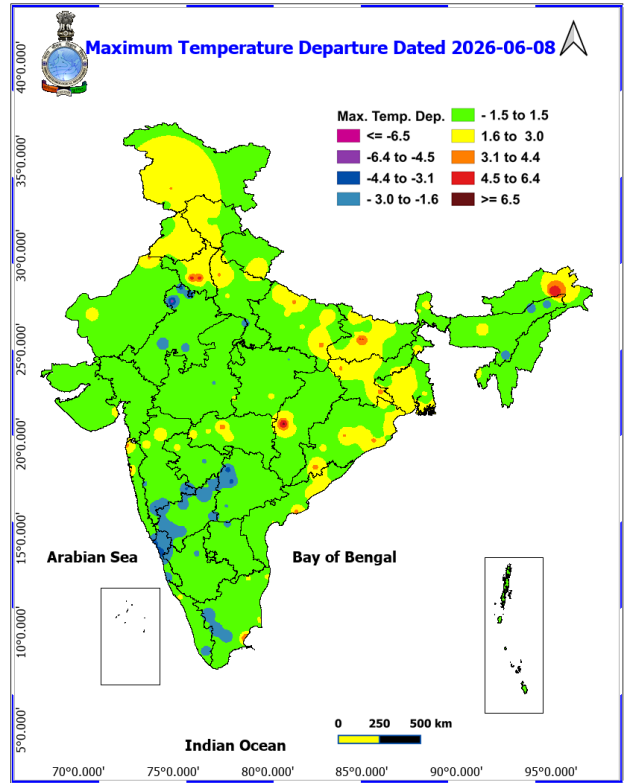 Maximum Temperature Departure Dated 2026-06-08
Max. Temp. Dep.
<= -6.5
-6.4 to -4.5
-4.4 to -3.1
- 3.0 to -1.6
- 1.5 to 1.5
1.6 to 3.0
3.1 to 4.4
4.5 to 6.4
>= 6.5
40°0.000'
35°0.000'
30°0.000'
25°0.000'
20°0.000'
15°0.000'
10°0.000'
5°0.000'
Arabian Sea
Bay of Bengal
Indian Ocean
0 250 500 km
70°0.000' 75°0.000' 80°0.000' 85°0.000' 90°0.000' 95°0.000'